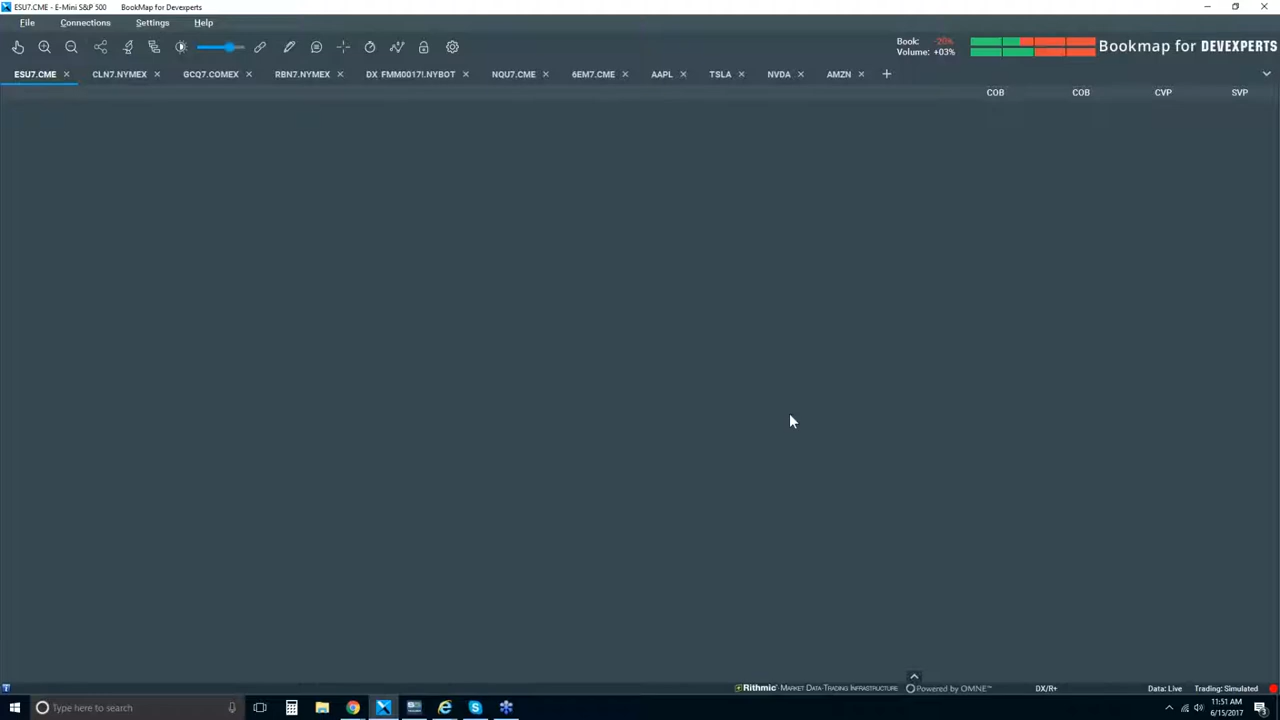 ESU7.CME - E-Mini S&P 500 BookMap for Devexperts
File Connections Settings Help
Book: -20%
Volume: +03%
Bookmap for DEVEXPERTS
ESU7.CME CLN7.NYMEX GCQ7.COMEX RBN7.NYMEX DX FMM0017!.NYBOT NQU7.CME 6EM7.CME AAPL TSLA NVDA AMZN
COB COB CVP SVP
Rithmic MARKET DATA-TRADING INFRASTRUCTURE Powered by OMNE™ DX/R+ Data: Live Trading: Simulated
Type here to search
11:51 AM
6/15/2017
3